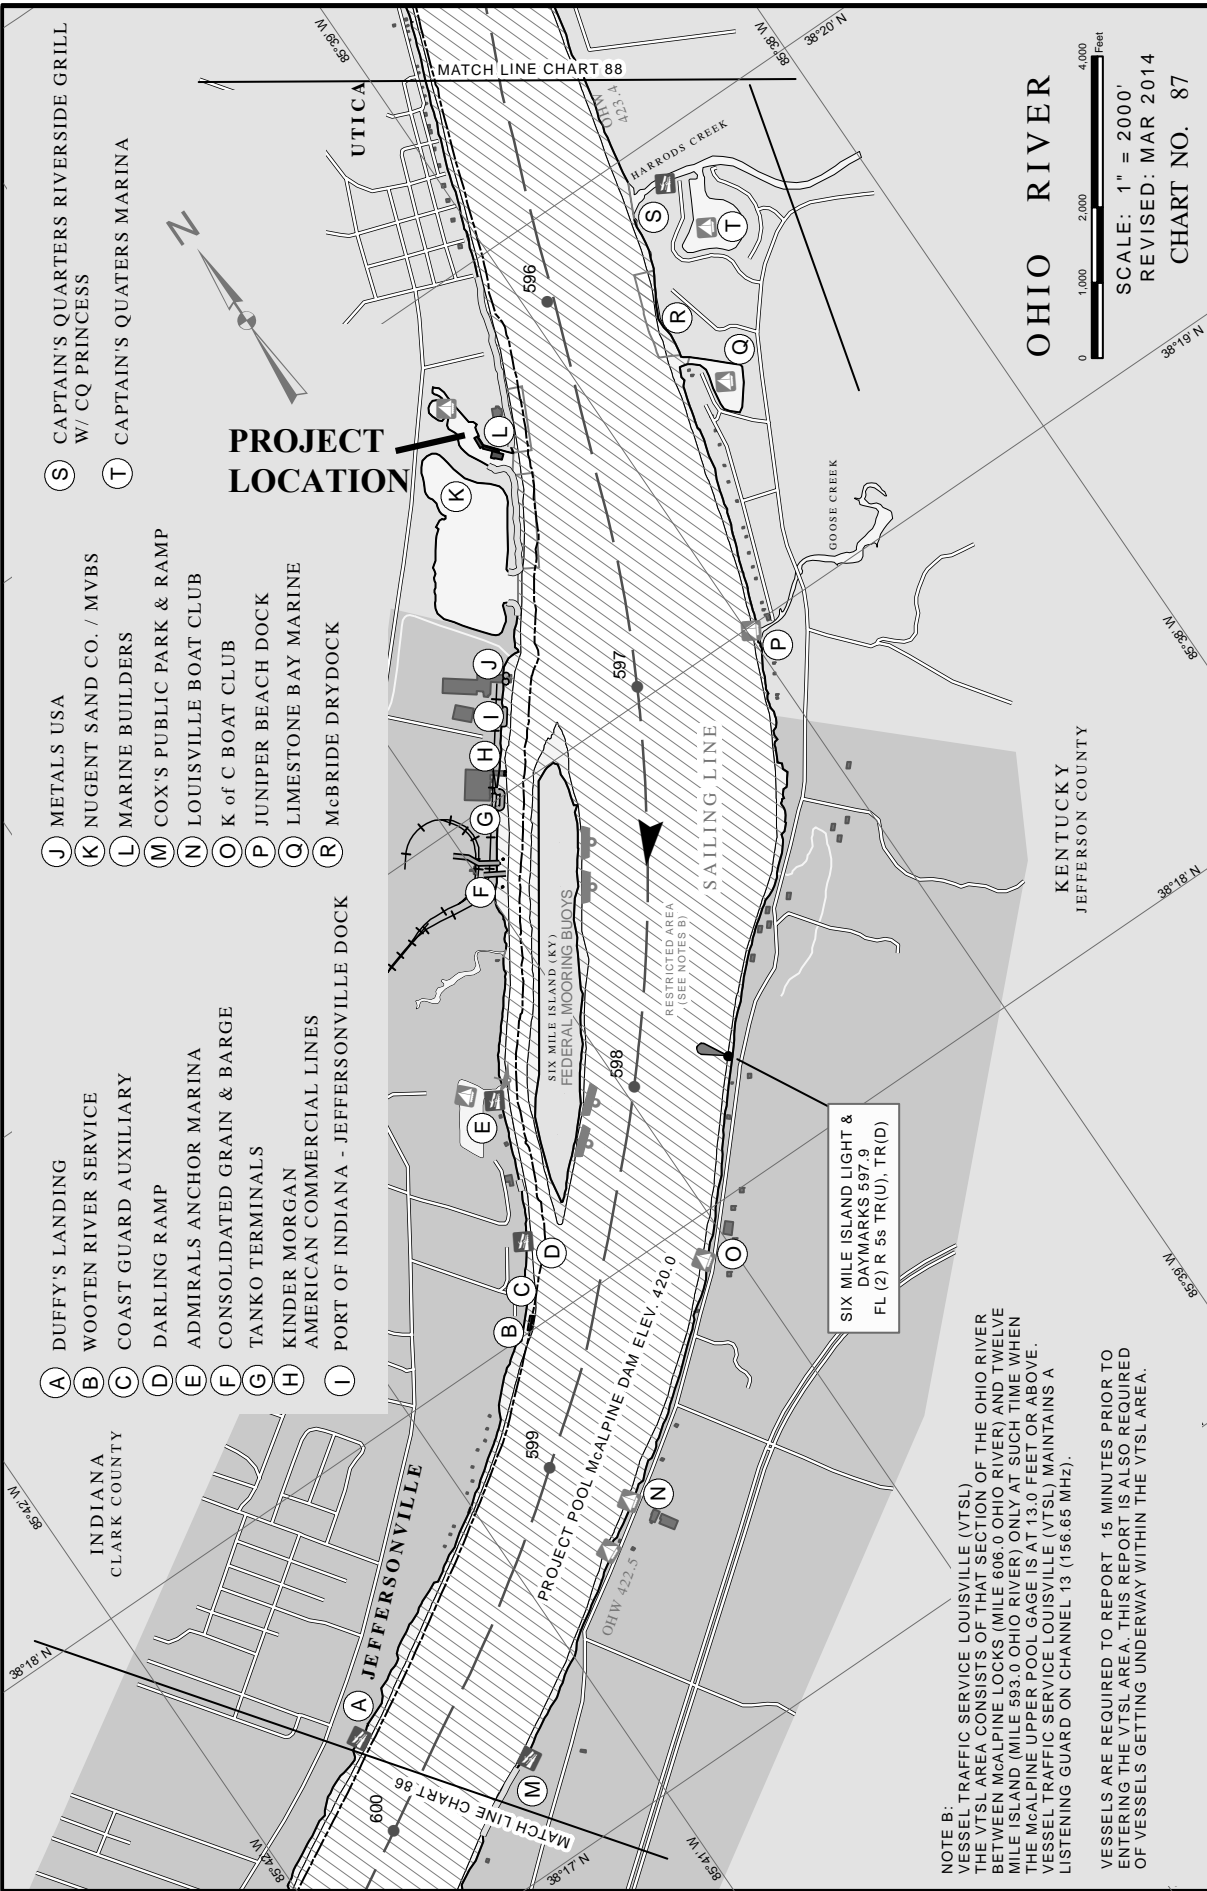 A DUFFY'S LANDING
B WOOTEN RIVER SERVICE
C COAST GUARD AUXILIARY
D DARLING RAMP
E ADMIRALS ANCHOR MARINA
F CONSOLIDATED GRAIN & BARGE
G TANKO TERMINALS
H KINDER MORGAN
AMERICAN COMMERCIAL LINES
I PORT OF INDIANA - JEFFERSONVILLE DOCK
J METALS USA
K NUGENT SAND CO. / MVBS
L MARINE BUILDERS
M COX'S PUBLIC PARK & RAMP
N LOUISVILLE BOAT CLUB
O K of C BOAT CLUB
P JUNIPER BEACH DOCK
Q LIMESTONE BAY MARINE
R McBRIDE DRYDOCK
S CAPTAIN'S QUARTERS RIVERSIDE GRILL
W/ CQ PRINCESS
T CAPTAIN'S QUATERS MARINA
INDIANA
CLARK COUNTY
85°42' W
38°18' N
85°42' W
JEFFERSONVILLE
UTICA
N
PROJECT
LOCATION
85°39' W
MATCH LINE CHART 88
85°38' W
38°20' N
OHW
423.4
HARRODS CREEK
A
B
C
D
E
F
G
H
I
J
K
L
M
N
O
P
Q
R
S
T
596
597
598
599
600
MATCH LINE CHART 86
38°17' N
85°41' W
PROJECT POOL McALPINE DAM ELEV. 420.0
OHW 422.5
SIX MILE ISLAND (KY)
FEDERAL MOORING BUOYS
RESTRICTED AREA
(SEE NOTES B)
SAILING LINE
GOOSE CREEK
SIX MILE ISLAND LIGHT &
DAYMARKS 597.9
FL (2) R 5s TR(U), TR(D)
KENTUCKY
JEFFERSON COUNTY
85°39' W
38°18' N
85°38' W
38°19' N
NOTE B:
VESSEL TRAFFIC SERVICE LOUISVILLE (VTSL)
THE VTSL AREA CONSISTS OF THAT SECTION OF THE OHIO RIVER
BETWEEN McALPINE LOCKS (MILE 606.0 OHIO RIVER) AND TWELVE
MILE ISLAND (MILE 593.0 OHIO RIVER) ONLY AT SUCH TIME WHEN
THE McALPINE UPPER POOL GAGE IS AT 13.0 FEET OR ABOVE.
VESSEL TRAFFIC SERVICE LOUISVILLE (VTSL) MAINTAINS A
LISTENING GUARD ON CHANNEL 13 (156.65 MHz).
VESSELS ARE REQUIRED TO REPORT 15 MINUTES PRIOR TO
ENTERING THE VTSL AREA. THIS REPORT IS ALSO REQUIRED
OF VESSELS GETTING UNDERWAY WITHIN THE VTSL AREA.
OHIO RIVER
0 1,000 2,000 4,000
Feet
SCALE: 1" = 2000'
REVISED: MAR 2014
CHART NO. 87